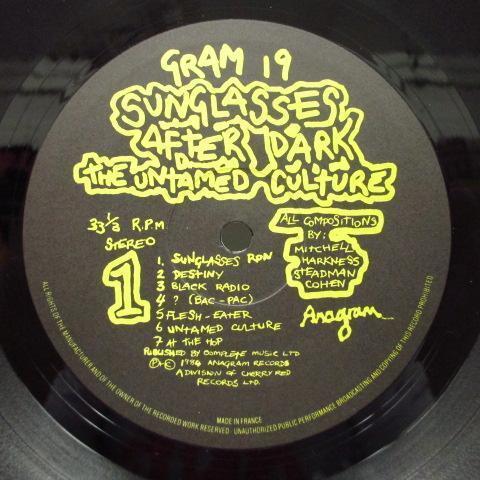 GRAM 19
SUNGLASSES
AFTER DARK
THE UNTAMED CULTURE
33 1/3 R.P.M
STEREO
1
ALL COMPOSITIONS
BY:
MITCHELL
HARKNESS
STEADMAN
COHEN
Anagram
1. SUNGLASSES RON
2. DESTINY
3 BLACK RADIO
4 ? (BAC-PAC)
5 FLESH-EATER
6 UNTAMED CULTURE
7 AT THE HOP
PUBLISHED BY COMPLETE MUSIC LTD.
P+C 1984 ANAGRAM RECORDS
A DIVISION OF CHERRY RED
RECORDS LTD.
MADE IN FRANCE
ALL RIGHTS OF THE MANUFACTURER AND OF THE OWNER OF THE RECORDED WORK RESERVED · UNAUTHORIZED PUBLIC PERFORMANCE BROADCASTING AND COPYING OF THIS RECORD PROHIBITED